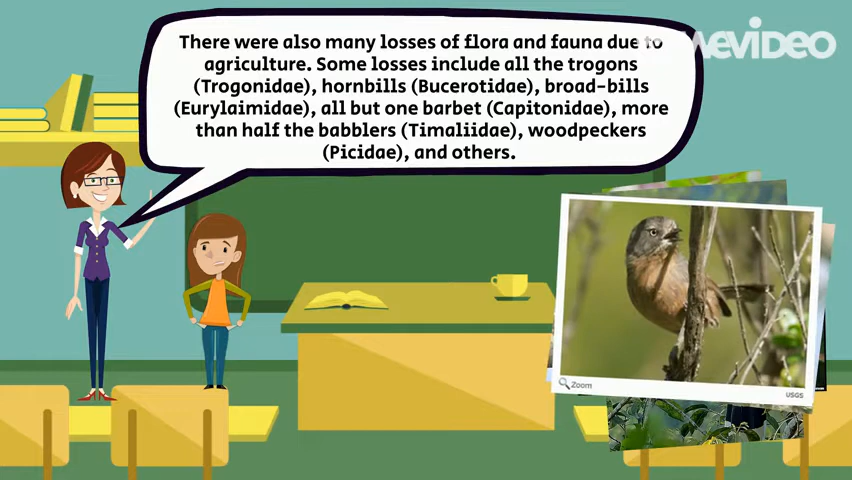 There were also many losses of flora and fauna due to
agriculture. Some losses include all the trogons
(Trogonidae), hornbills (Bucerotidae), broad-bills
(Eurylaimidae), all but one barbet (Capitonidae), more
than half the babblers (Timaliidae), woodpeckers
(Picidae), and others.
Zoom
USGS